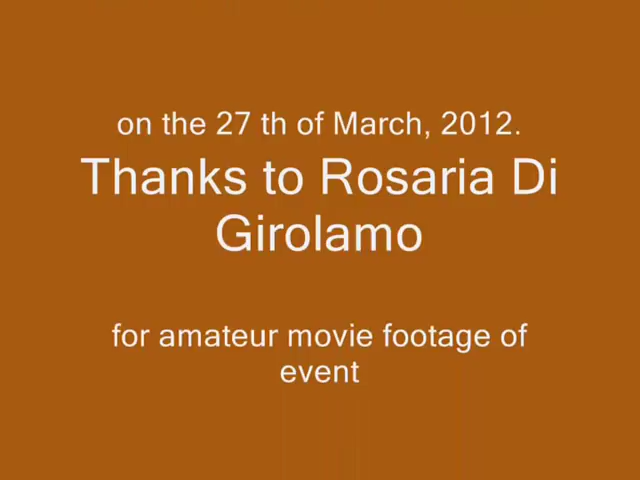 on the 27 th of March, 2012.
Thanks to Rosaria Di
Girolamo
for amateur movie footage of
event